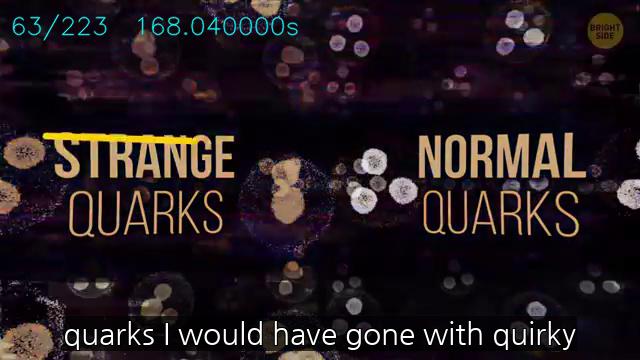 63/223 168.040000s
BRIGHT
SIDE
STRANGE
QUARKS
NORMAL
QUARKS
quarks I would have gone with quirky